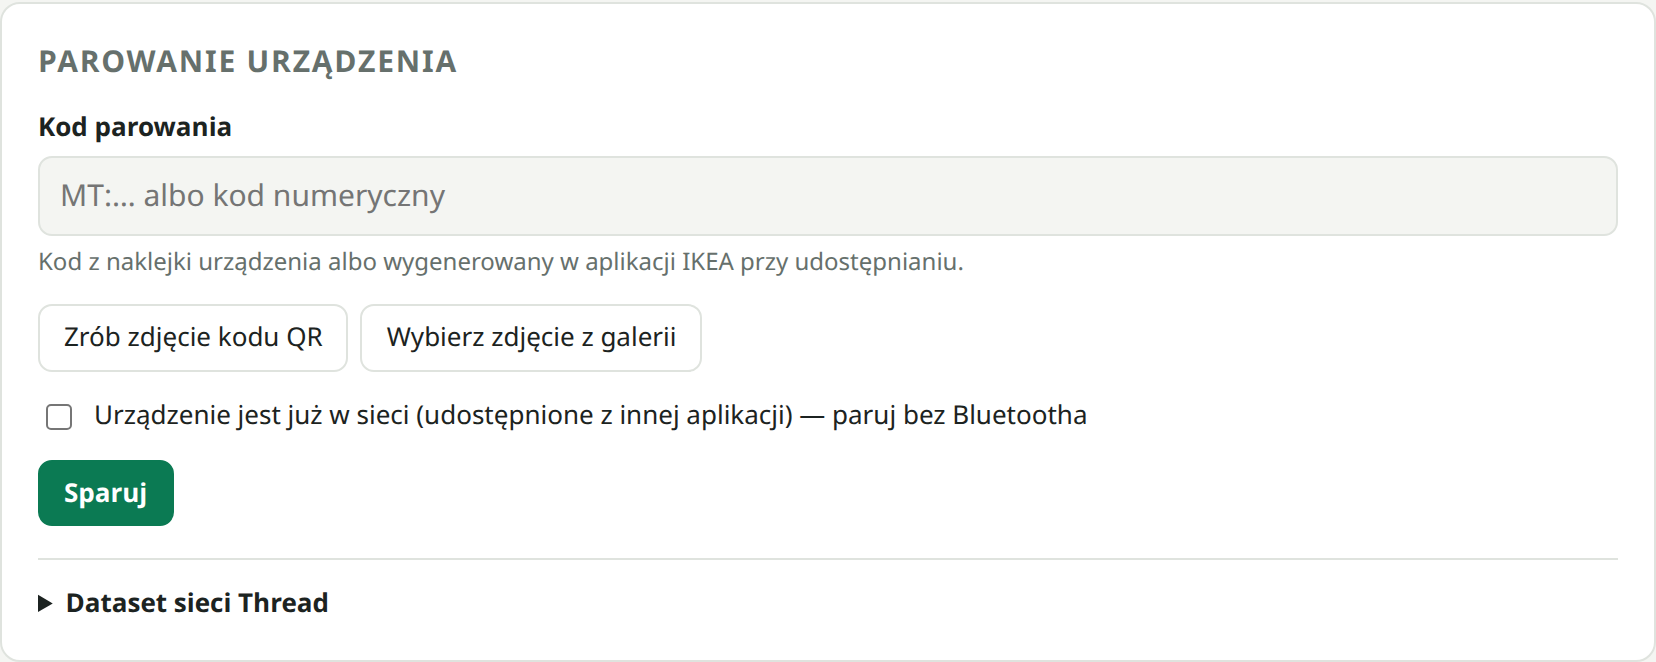 PAROWANIE URZĄDZENIA
Kod parowania
MT:... albo kod numeryczny
Kod z naklejki urządzenia albo wygenerowany w aplikacji IKEA przy udostępnianiu.
Zrób zdjęcie kodu QR
Wybierz zdjęcie z galerii
Urządzenie jest już w sieci (udostępnione z innej aplikacji) — paruj bez Bluetootha
Sparuj
Dataset sieci Thread